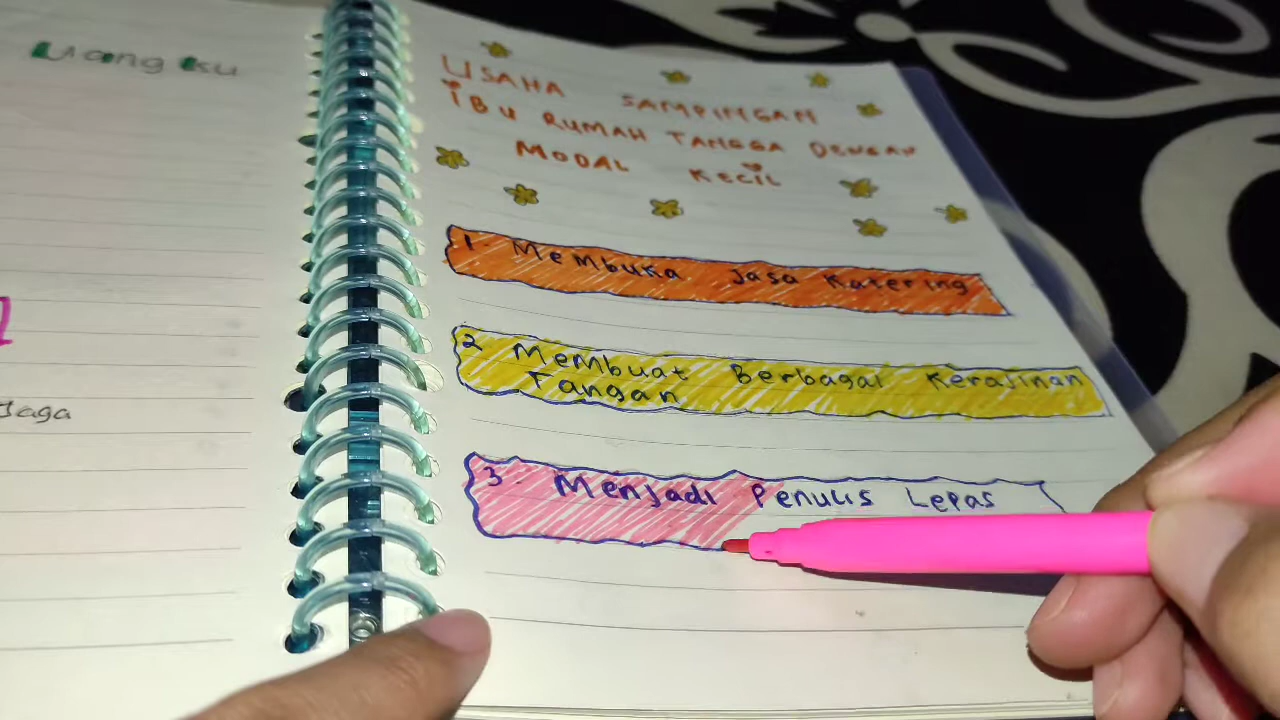 Uang ku
Jaga
USAHA SAMPINGAN
IBU RUMAH TANGGA DENGAN
MODAL KECIL
1. Membuka Jasa Katering
2 Membuat Berbagai Kerajinan
Tangan
3. Menjadi Penulis Lepas